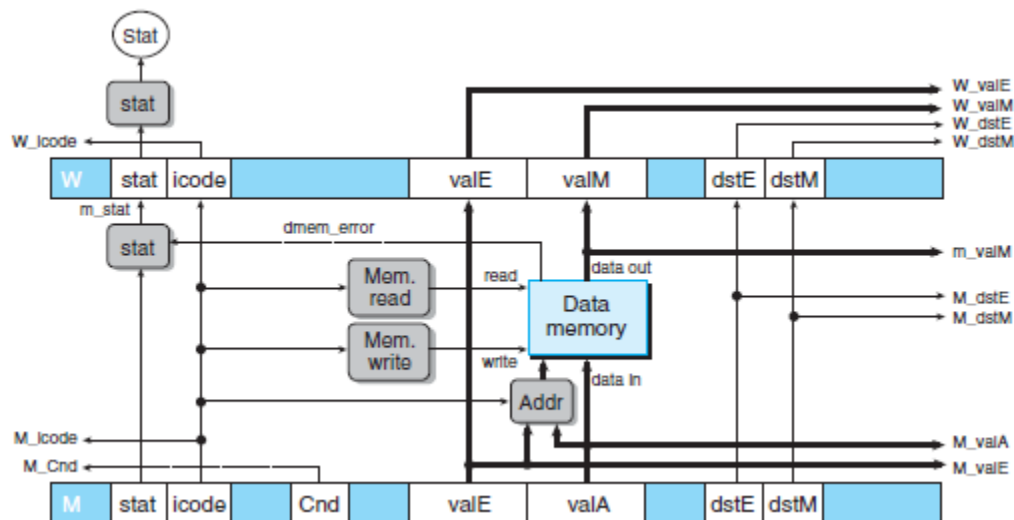 Stat
stat
W_valE
W_valM
W_dstE
W_dstM
W_icode
W stat icode valE valM dstE dstM
m_stat
stat
dmem_error
m_valM
data out
Mem.
read
read
Data
memory
M_dstE
M_dstM
Mem.
write
write
data in
Addr
M_icode
M_valA
M_Cnd
M_valE
M stat icode Cnd valE valA dstE dstM